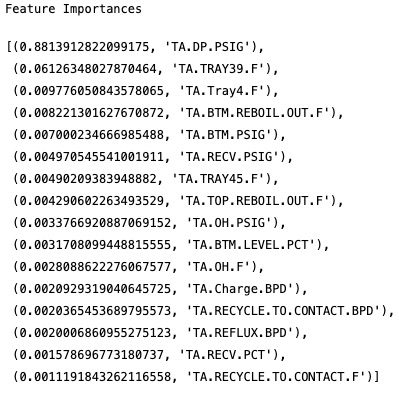 Feature Importances
[(0.8813912822099175, 'TA.DP.PSIG'),
(0.06126348027870464, 'TA.TRAY39.F'),
(0.009776050843578065, 'TA.Tray4.F'),
(0.008221301627670872, 'TA.BTM.REBOIL.OUT.F'),
(0.007000234666985488, 'TA.BTM.PSIG'),
(0.004970545541001911, 'TA.RECV.PSIG'),
(0.00490209383948882, 'TA.TRAY45.F'),
(0.004290602263493529, 'TA.TOP.REBOIL.OUT.F'),
(0.0033766920887069152, 'TA.OH.PSIG'),
(0.0031708099448815555, 'TA.BTM.LEVEL.PCT'),
(0.0028088622276067577, 'TA.OH.F'),
(0.0020929319040645725, 'TA.Charge.BPD'),
(0.0020365453689795573, 'TA.RECYCLE.TO.CONTACT.BPD'),
(0.0020006860955275123, 'TA.REFLUX.BPD'),
(0.001578696773180737, 'TA.RECV.PCT'),
(0.0011191843262116558, 'TA.RECYCLE.TO.CONTACT.F')]